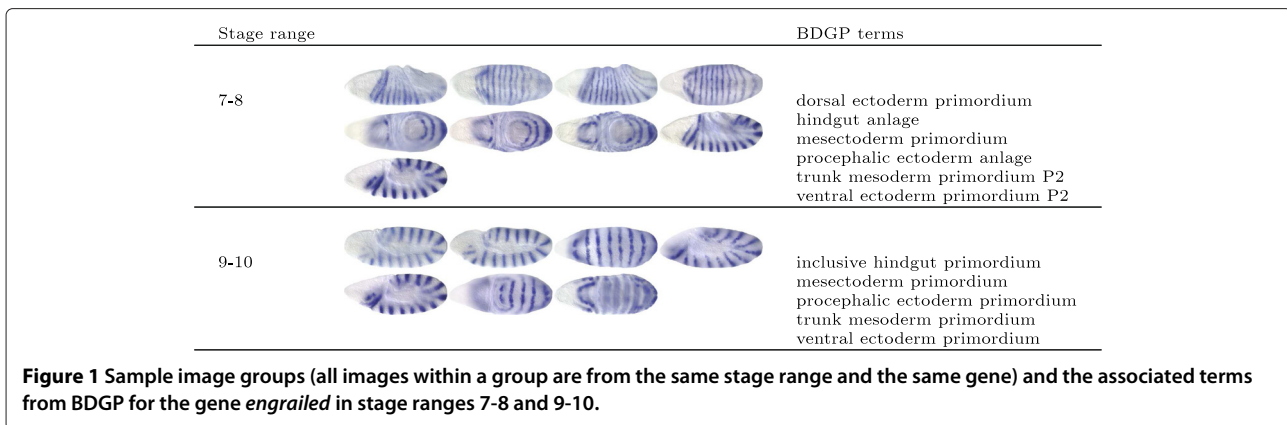 Stage range BDGP terms
7-8 dorsal ectoderm primordium
hindgut anlage
mesectoderm primordium
procephalic ectoderm anlage
trunk mesoderm primordium P2
ventral ectoderm primordium P2
9-10 inclusive hindgut primordium
mesectoderm primordium
procephalic ectoderm primordium
trunk mesoderm primordium
ventral ectoderm primordium
Figure 1 Sample image groups (all images within a group are from the same stage range and the same gene) and the associated terms
from BDGP for the gene engrailed in stage ranges 7-8 and 9-10.